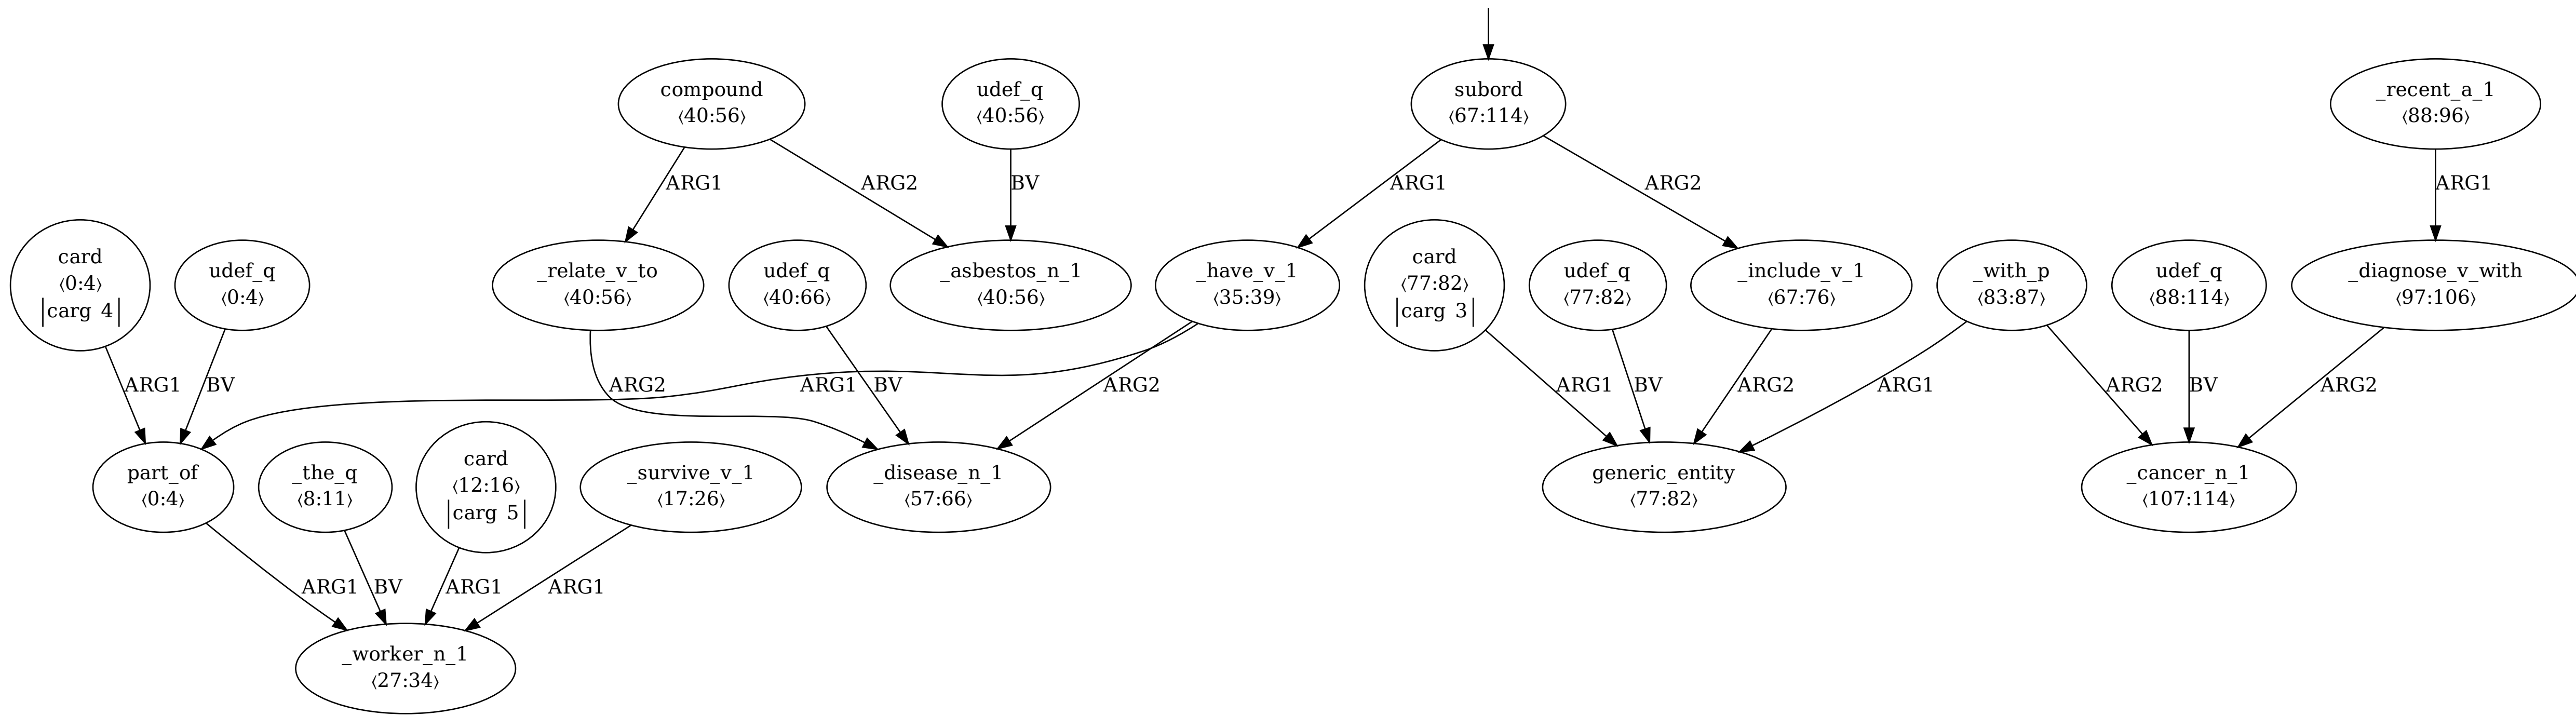 compound
⟨40:56⟩
udef_q
⟨40:56⟩
subord
⟨67:114⟩
_recent_a_1
⟨88:96⟩
ARG1
ARG2
BV
ARG1
ARG2
ARG1
card
⟨0:4⟩
|carg 4|
udef_q
⟨0:4⟩
_relate_v_to
⟨40:56⟩
udef_q
⟨40:66⟩
_asbestos_n_1
⟨40:56⟩
_have_v_1
⟨35:39⟩
card
⟨77:82⟩
|carg 3|
udef_q
⟨77:82⟩
_include_v_1
⟨67:76⟩
_with_p
⟨83:87⟩
udef_q
⟨88:114⟩
_diagnose_v_with
⟨97:106⟩
ARG1
BV
ARG2
ARG1
BV
ARG2
ARG1
BV
ARG2
ARG1
ARG2
BV
ARG2
part_of
⟨0:4⟩
_the_q
⟨8:11⟩
card
⟨12:16⟩
|carg 5|
_survive_v_1
⟨17:26⟩
_disease_n_1
⟨57:66⟩
generic_entity
⟨77:82⟩
_cancer_n_1
⟨107:114⟩
ARG1
BV
ARG1
ARG1
_worker_n_1
⟨27:34⟩